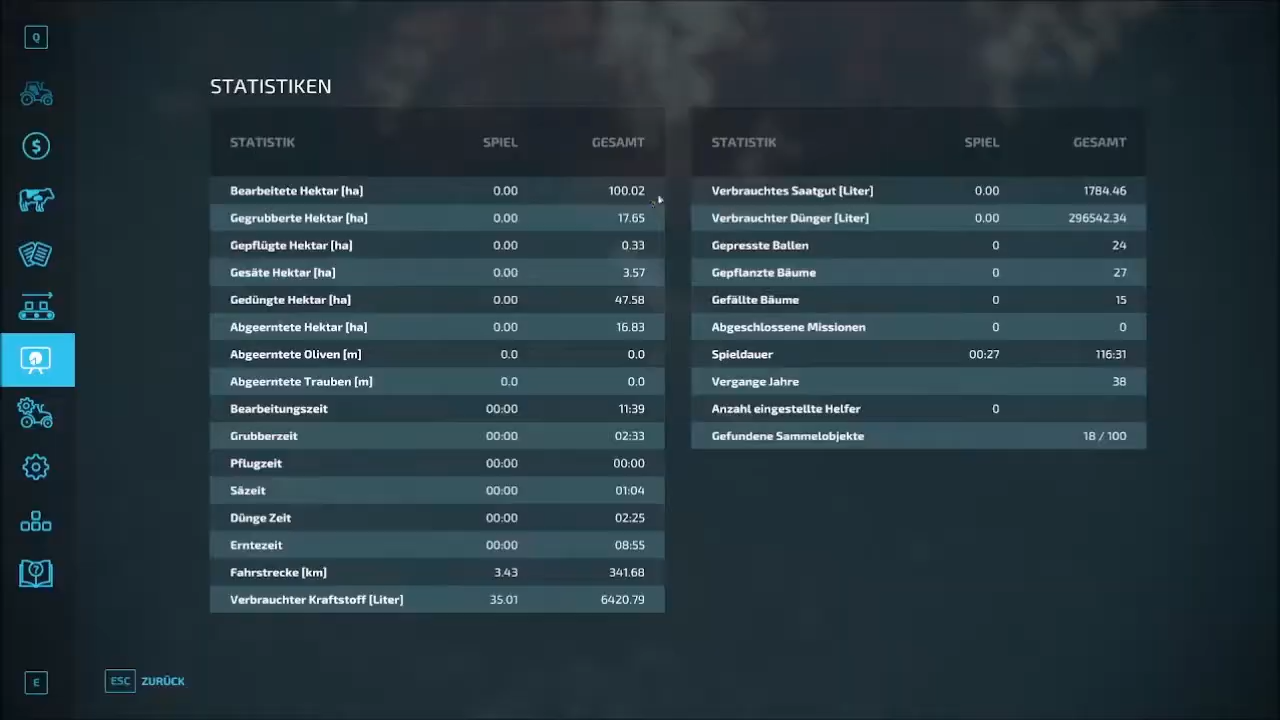 Q
STATISTIKEN
STATISTIK SPIEL GESAMT
Bearbeitete Hektar [ha] 0.00 100.02
Gegrubberte Hektar [ha] 0.00 17.65
Gepflügte Hektar [ha] 0.00 0.33
Gesäte Hektar [ha] 0.00 3.57
Gedüngte Hektar [ha] 0.00 47.58
Abgeerntete Hektar [ha] 0.00 16.83
Abgeerntete Oliven [m] 0.0 0.0
Abgeerntete Trauben [m] 0.0 0.0
Bearbeitungszeit 00:00 11:39
Grubberzeit 00:00 02:33
Pflugzeit 00:00 00:00
Säzeit 00:00 01:04
Dünge Zeit 00:00 02:25
Erntezeit 00:00 08:55
Fahrstrecke [km] 3.43 341.68
Verbrauchter Kraftstoff [Liter] 35.01 6420.79
STATISTIK SPIEL GESAMT
Verbrauchtes Saatgut [Liter] 0.00 1784.46
Verbrauchter Dünger [Liter] 0.00 296542.34
Gepresste Ballen 0 24
Gepflanzte Bäume 0 27
Gefällte Bäume 0 15
Abgeschlossene Missionen 0 0
Spieldauer 00:27 116:31
Vergange Jahre 38
Anzahl eingestellte Helfer 0
Gefundene Sammelobjekte 18 / 100
E
ESC ZURÜCK